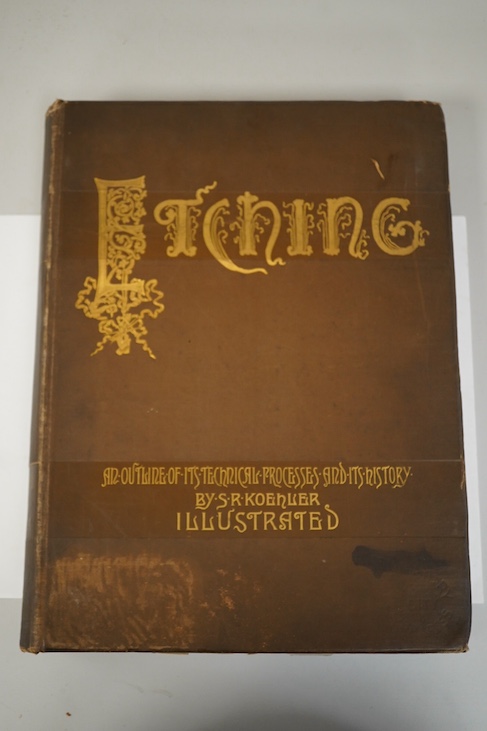 ETCHING
AN·OUTLINE·OF·ITS·TECHNICAL·PROCESSES·AND·ITS·HISTORY·
BY·S·R·KOEHLER
ILLUSTRATED